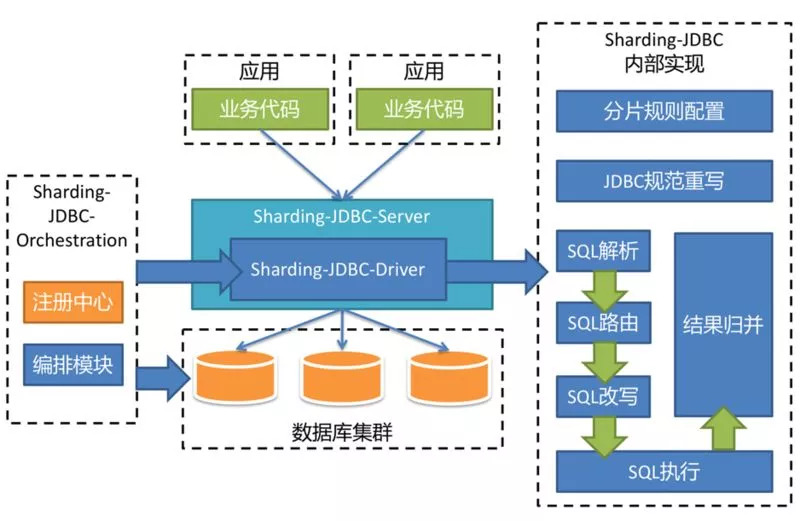 应用
业务代码
应用
业务代码
Sharding-
JDBC-
Orchestration
注册中心
编排模块
Sharding-JDBC-Server
Sharding-JDBC-Driver
数据库集群
Sharding-JDBC
内部实现
分片规则配置
JDBC规范重写
SQL解析
SQL路由
SQL改写
结果归并
SQL执行